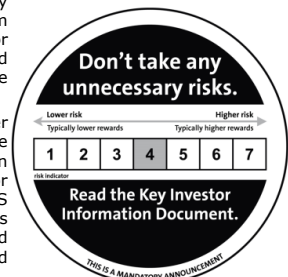 Don't take any
unnecessary risks.
Lower risk Higher risk
Typically lower rewards Typically higher rewards
1 2 3 4 5 6 7
risk indicator
Read the Key Investor
Information Document.
THIS IS A MANDATORY ANNOUNCEMENT